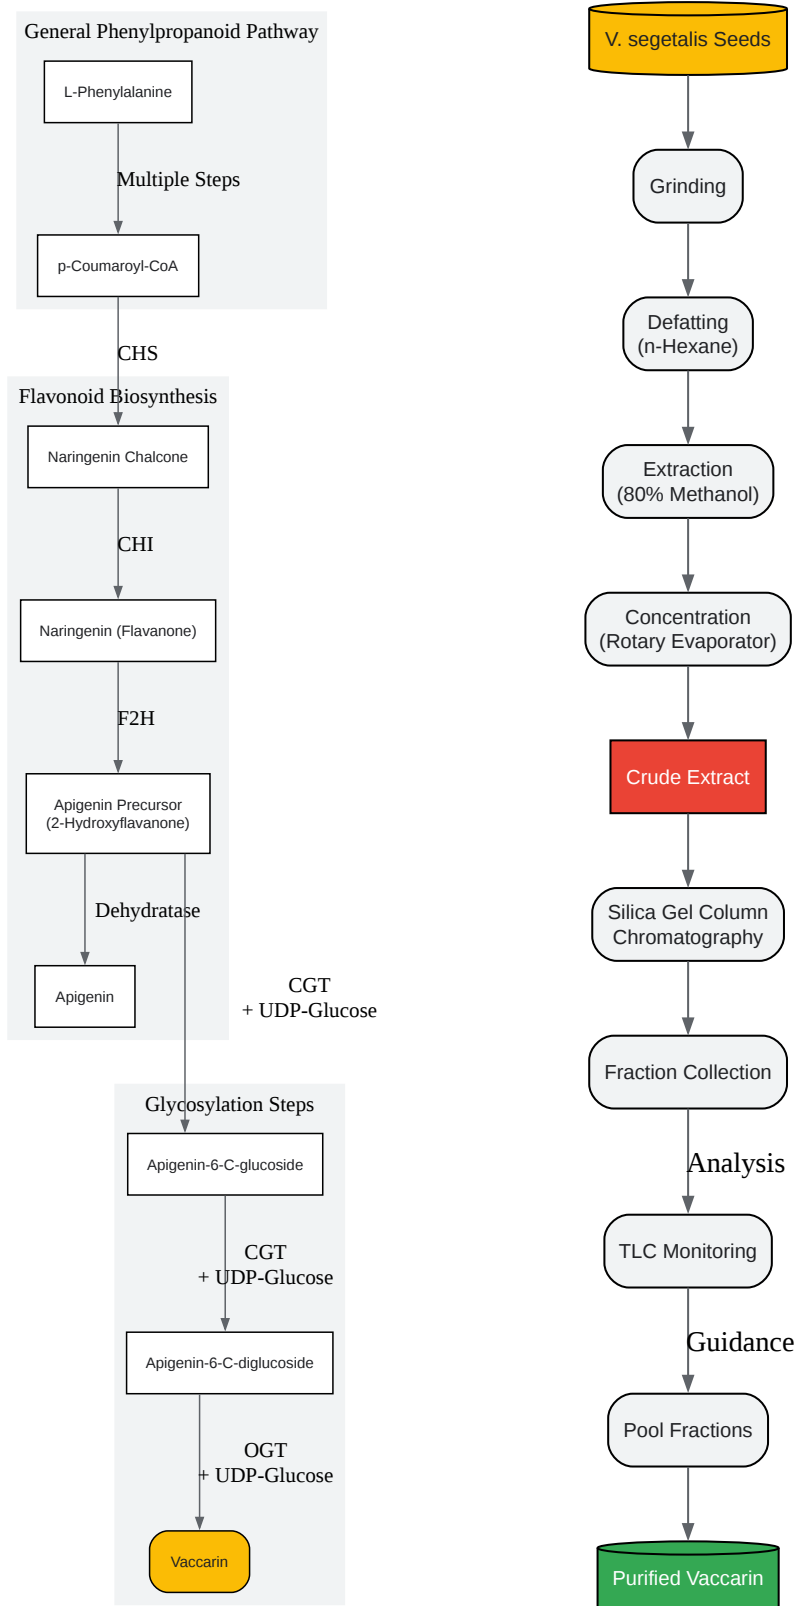 General Phenylpropanoid Pathway
L-Phenylalanine
Multiple Steps
p-Coumaroyl-CoA
CHS
Flavonoid Biosynthesis
Naringenin Chalcone
CHI
Naringenin (Flavanone)
F2H
Apigenin Precursor
(2-Hydroxyflavanone)
Dehydratase
Apigenin
CGT
+ UDP-Glucose
Glycosylation Steps
Apigenin-6-C-glucoside
CGT
+ UDP-Glucose
Apigenin-6-C-diglucoside
OGT
+ UDP-Glucose
Vaccarin
V. segetalis Seeds
Grinding
Defatting
(n-Hexane)
Extraction
(80% Methanol)
Concentration
(Rotary Evaporator)
Crude Extract
Silica Gel Column
Chromatography
Fraction Collection
Analysis
TLC Monitoring
Guidance
Pool Fractions
Purified Vaccarin